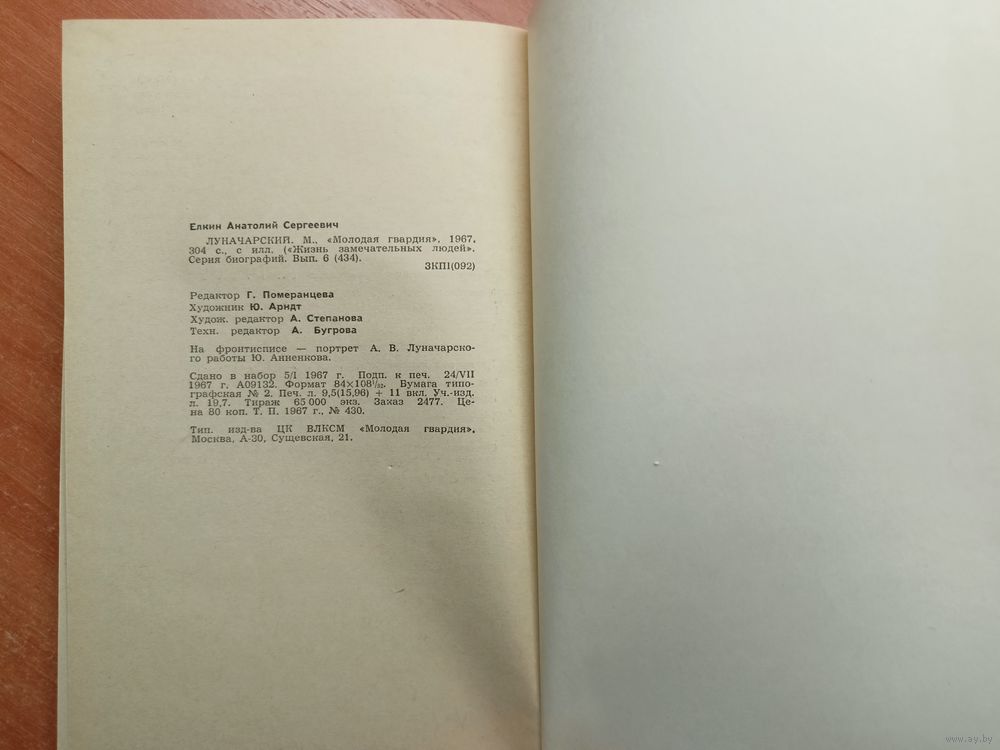 Елкин Анатолий Сергеевич
ЛУНАЧАРСКИЙ. М., «Молодая гвардия», 1967.
304 с., с илл. («Жизнь замечательных людей».
Серия биографий. Вып. 6 (434).
3КП1(092)
Редактор Г. Померанцева
Художник Ю. Арндт
Худож. редактор А. Степанова
Техн. редактор А. Бугрова
На фронтисписе — портрет А. В. Луначарско-
го работы Ю. Анненкова.
Сдано в набор 5/I 1967 г. Подп. к печ. 24/VII
1967 г. А09132. Формат 84×108¹/₃₂. Бумага типо-
графская № 2. Печ. л. 9,5(15,96) + 11 вкл. Уч.-изд.
л. 19,7. Тираж 65 000 экз. Заказ 2477. Це-
на 80 коп. Т. П. 1967 г., № 430.
Тип. изд-ва ЦК ВЛКСМ «Молодая гвардия».
Москва, А-30, Сущевская, 21.
www.ay.by